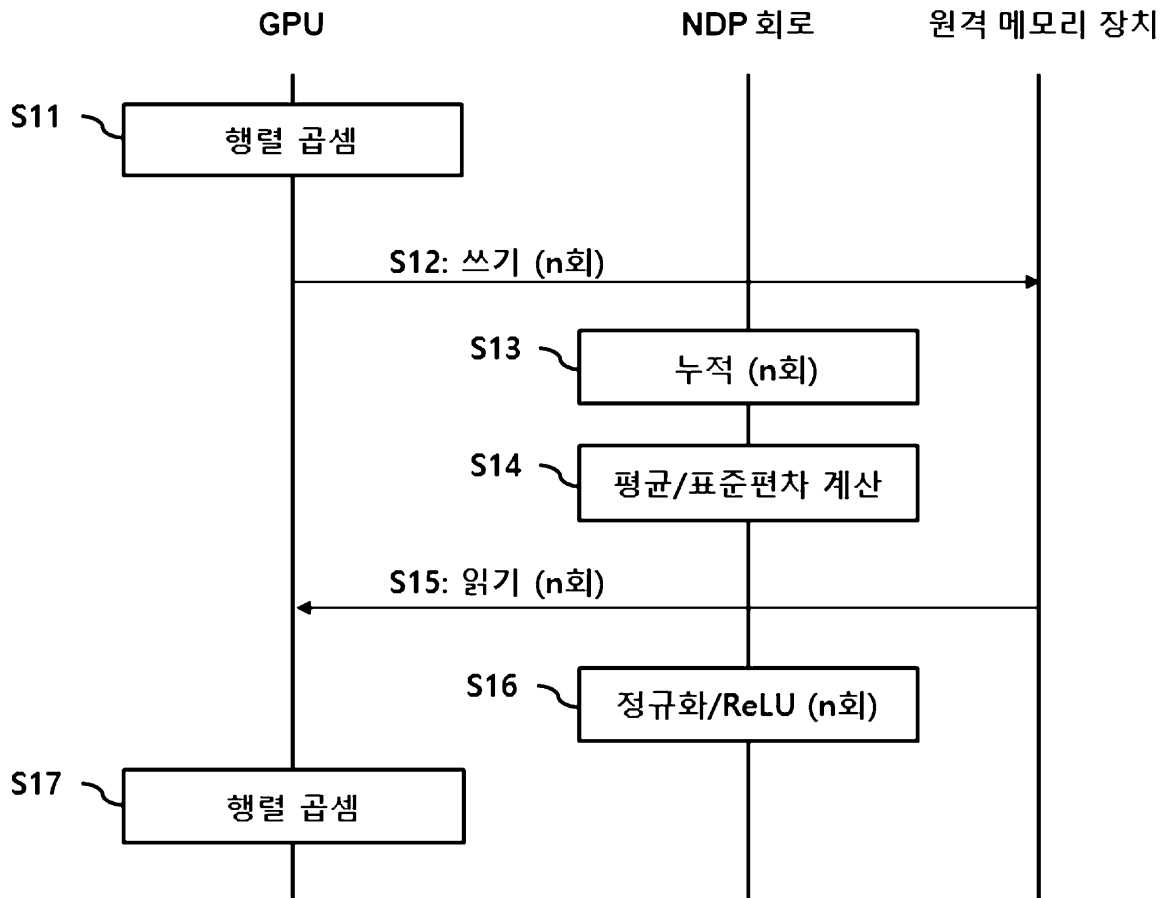 GPU
NDP 회로
원격 메모리 장치
S11
행렬 곱셈
S12: 쓰기 (n회)
S13
누적 (n회)
S14
평균/표준편차 계산
S15: 읽기 (n회)
S16
정규화/ReLU (n회)
S17
행렬 곱셈